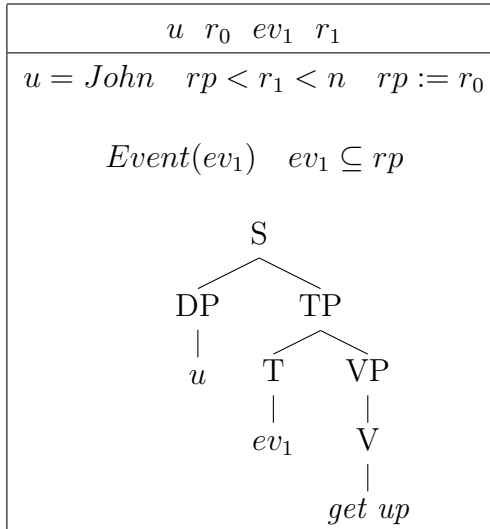 u r₀ ev₁ r₁
u = John rp < r₁ < n rp := r₀
Event(ev₁) ev₁ ⊆ rp
S
DP TP
u T VP
ev₁ V
get up